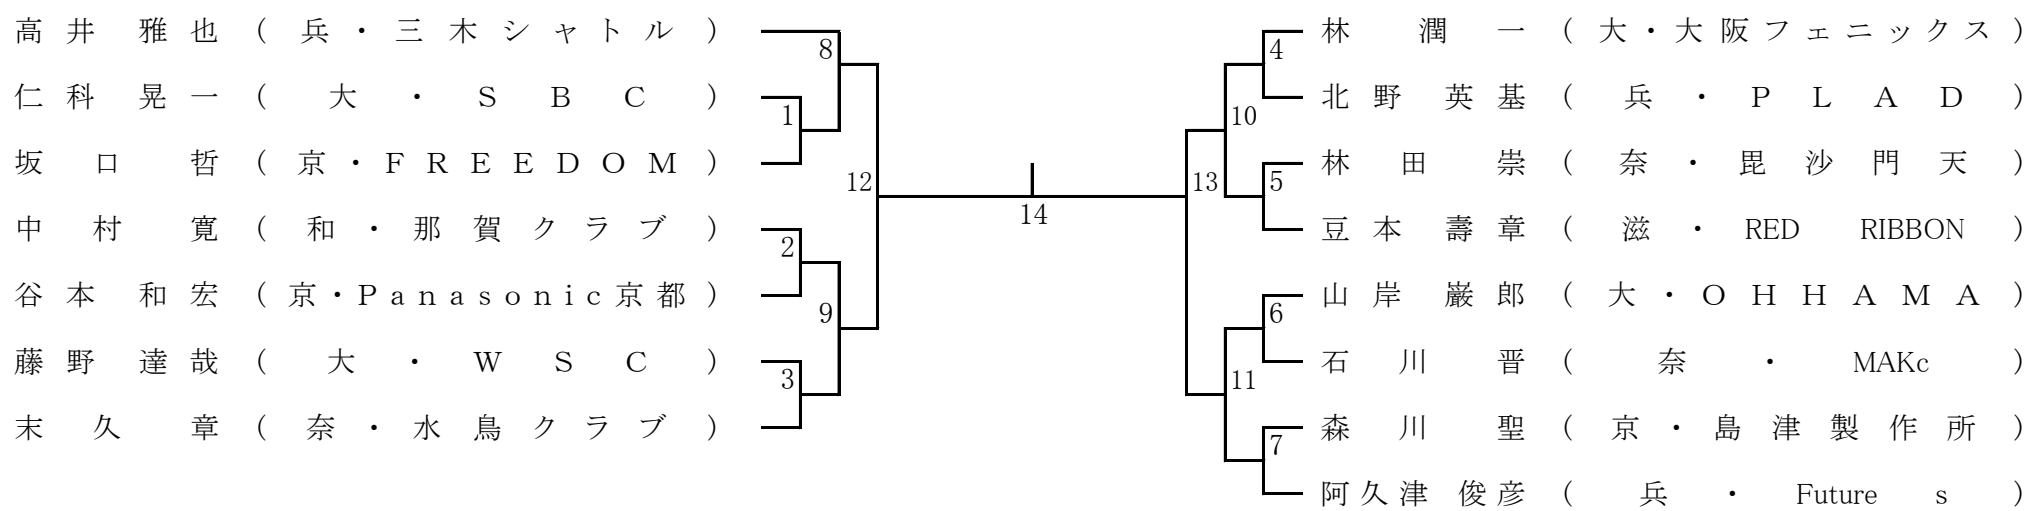 高井 雅也 (兵・三木シャトル)
仁科 晃一 (大・SBC)
坂口 哲 (京・FREEDOM)
中村 寛 (和・那賀クラブ)
谷本 和宏 (京・Panasonic京都)
藤野 達哉 (大・WSC)
末久 章 (奈・水鳥クラブ)
8
1
12
2
9
3
14
4
10
13
5
6
11
7
林 潤一 (大・大阪フェニックス)
北野 英基 (兵・PLAD)
林田 崇 (奈・毘沙門天)
豆本 壽章 (滋・RED RIBBON)
山岸 巌郎 (大・OHHAMA)
石川 晋 (奈・MAKc)
森川 聖 (京・島津製作所)
阿久津 俊彦 (兵・Future s)